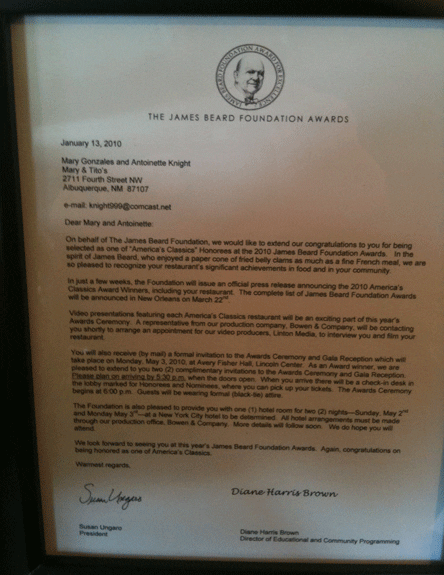 JAMES BEARD FOUNDATION AWARD FOR EXCELLENCE
THE JAMES BEARD FOUNDATION AWARDS
January 13, 2010
Mary Gonzales and Antoinette Knight
Mary & Tito's
2711 Fourth Street NW
Albuquerque, NM 87107
e-mail: knight999@comcast.net
Dear Mary and Antoinette:
On behalf of The James Beard Foundation, we would like to extend our congratulations to you for being
selected as one of "America's Classics" Honorees at the 2010 James Beard Foundation Awards. In the
spirit of James Beard, who enjoyed a paper cone of fried belly clams as much as a fine French meal, we are
so pleased to recognize your restaurant's significant achievements in food and in your community.
In just a few weeks, the Foundation will issue an official press release announcing the 2010 America's
Classics Award Winners, including your restaurant. The complete list of James Beard Foundation Awards
will be announced in New Orleans on March 22nd.
Video presentations featuring each America's Classics restaurant will be an exciting part of this year's
Awards Ceremony. A representative from our production company, Bowen & Company, will be contacting
you shortly to arrange an appointment for our video producers, Linton Media, to interview you and film your
restaurant.
You will also receive (by mail) a formal invitation to the Awards Ceremony and Gala Reception which will
take place on Monday, May 3, 2010, at Avery Fisher Hall, Lincoln Center. As an Award winner, we are
pleased to extend to you two (2) complimentary invitations to the Awards Ceremony and Gala Reception.
Please plan on arriving by 5:30 p.m. when the doors open. When you arrive there will be a check-in desk in
the lobby marked for Honorees and Nominees, where you can pick up your tickets. The Awards Ceremony
begins at 6:00 p.m. Guests will be wearing formal (black-tie) attire.
The Foundation is also pleased to provide you with one (1) hotel room for two (2) nights—Sunday, May 2nd
and Monday May 3rd—at a New York City hotel to be determined. All hotel arrangements must be made
through our production office, Bowen & Company. More details will follow soon. We do hope you will
attend.
We look forward to seeing you at this year's James Beard Foundation Awards. Again, congratulations on
being honored as one of America's Classics.
Warmest regards,
Susan Ungaro
Diane Harris Brown
Susan Ungaro
President
Diane Harris Brown
Director of Educational and Community Programming